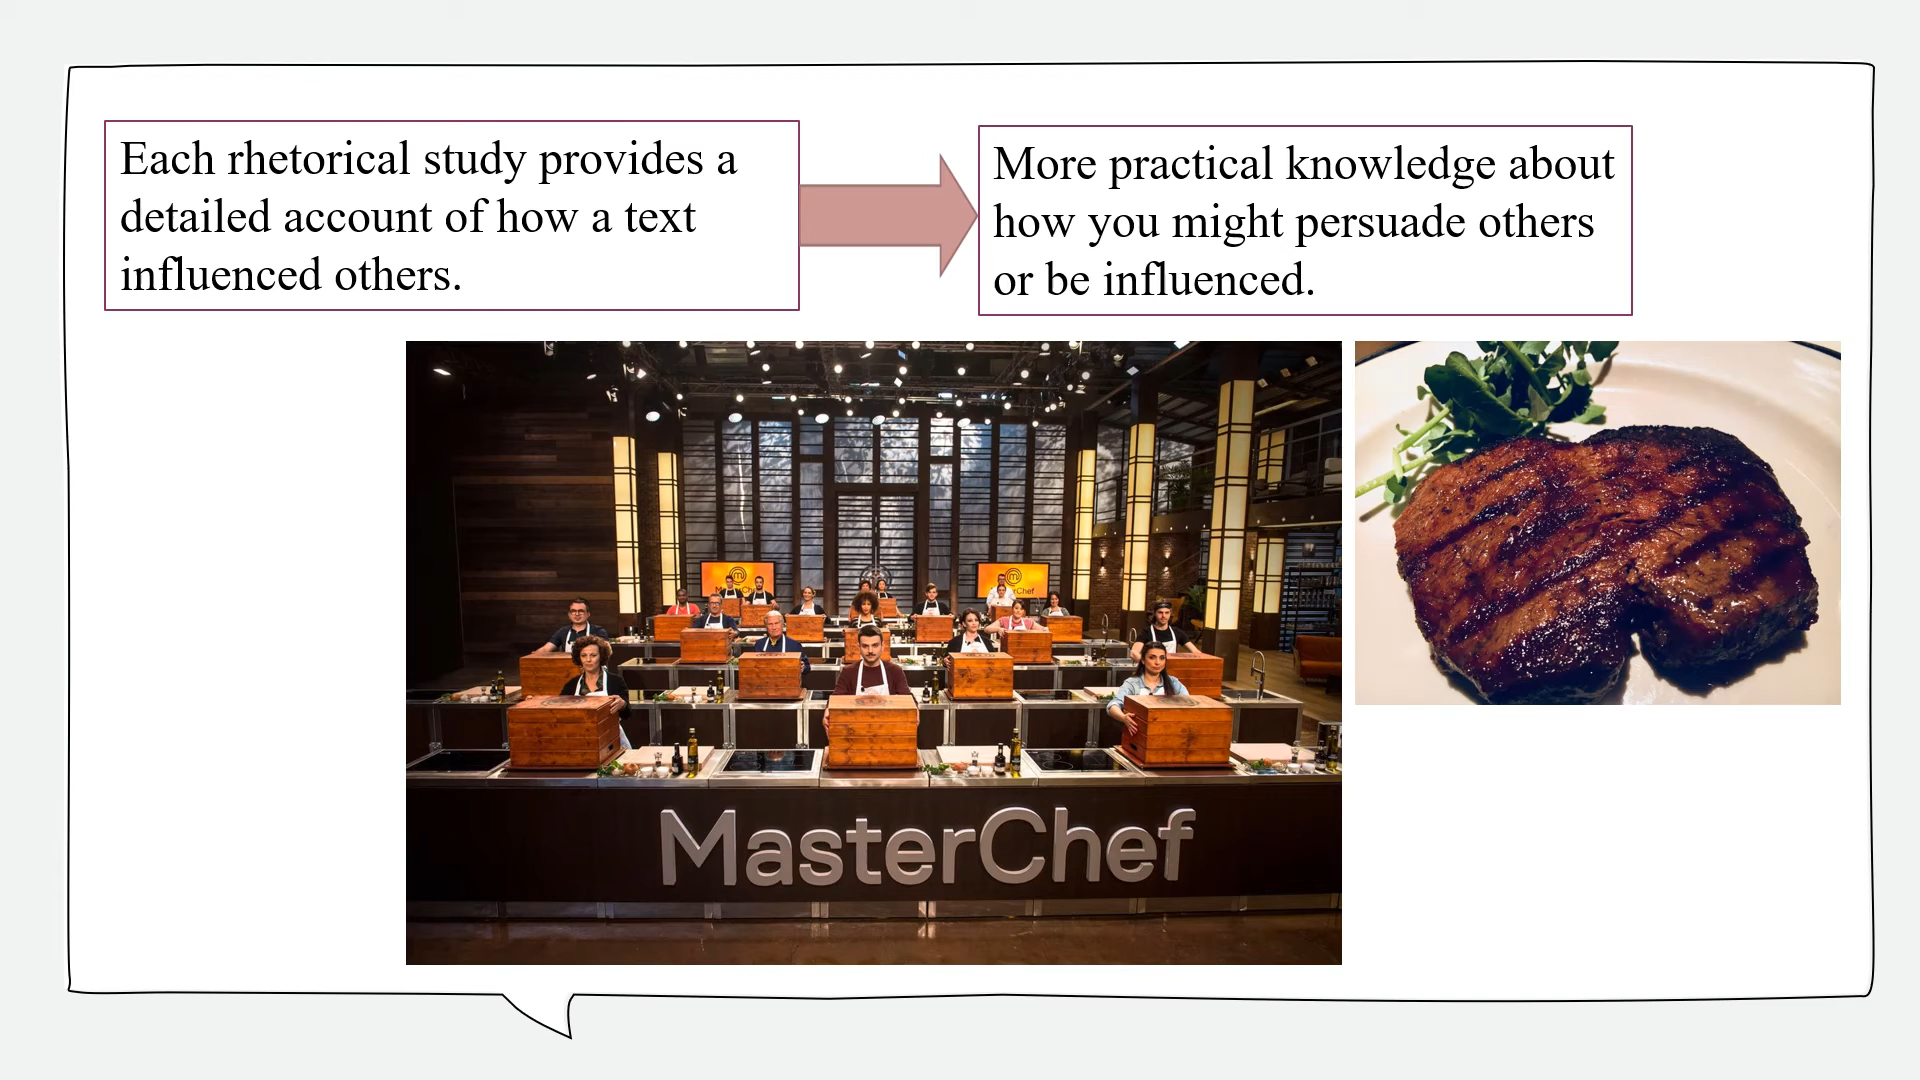 Each rhetorical study provides a
detailed account of how a text
influenced others.
More practical knowledge about
how you might persuade others
or be influenced.
MasterChef